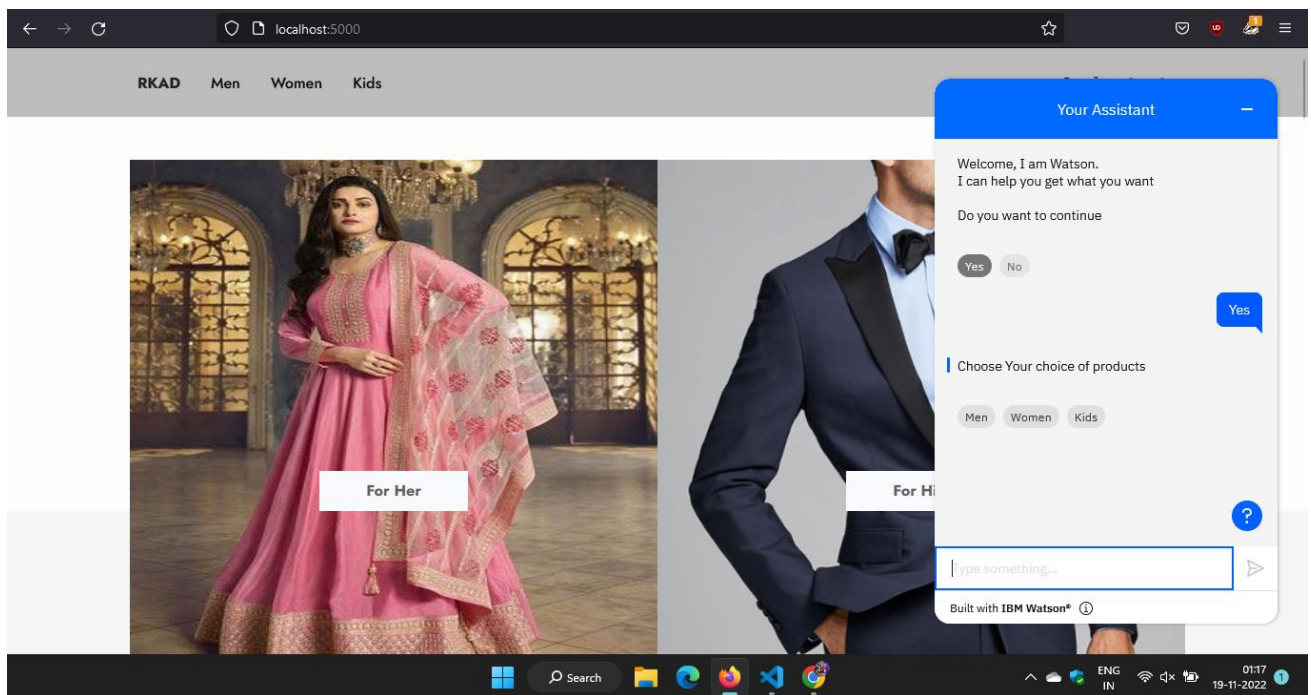 localhost:5000
RKAD Men Women Kids
Your Assistant
Welcome, I am Watson.
I can help you get what you want
Do you want to continue
Yes No
Yes
Choose Your choice of products
Men Women Kids
For Her
For Hi
?
Type something...
Built with IBM Watson®
Search
ENG
IN
01:17
19-11-2022
1